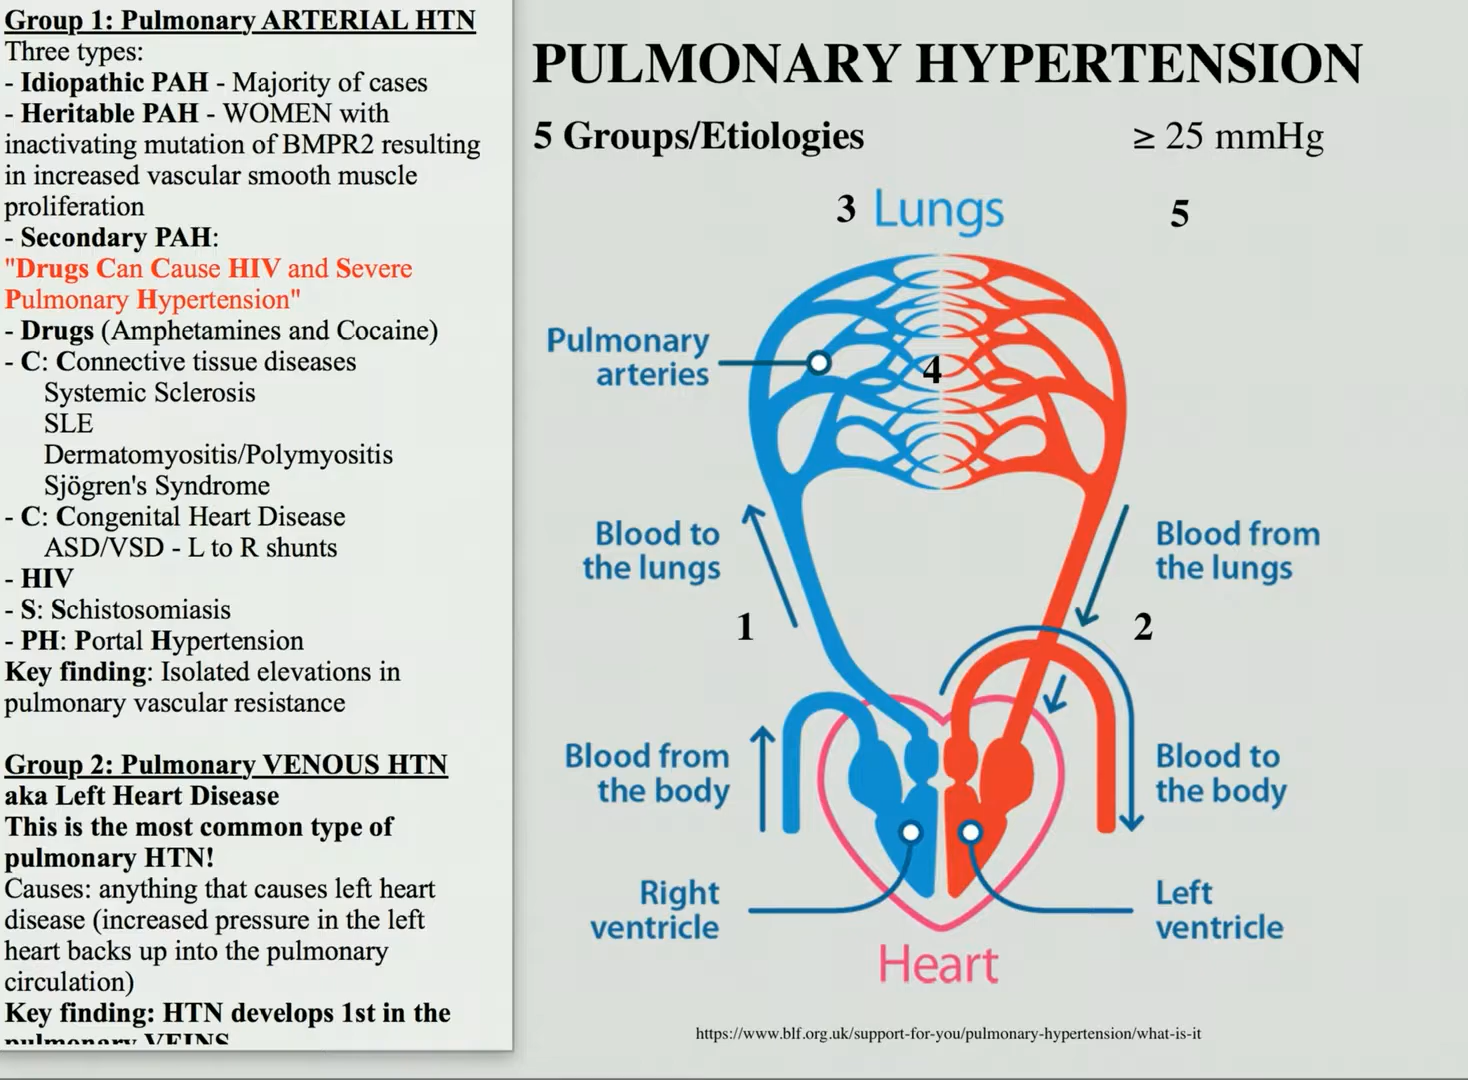 Group 1: Pulmonary ARTERIAL HTN
Three types:
- Idiopathic PAH - Majority of cases
- Heritable PAH - WOMEN with
inactivating mutation of BMPR2 resulting
in increased vascular smooth muscle
proliferation
- Secondary PAH:
"Drugs Can Cause HIV and Severe
Pulmonary Hypertension"
- Drugs (Amphetamines and Cocaine)
- C: Connective tissue diseases
Systemic Sclerosis
SLE
Dermatomyositis/Polymyositis
Sjögren's Syndrome
- C: Congenital Heart Disease
ASD/VSD - L to R shunts
- HIV
- S: Schistosomiasis
- PH: Portal Hypertension
Key finding: Isolated elevations in
pulmonary vascular resistance
Group 2: Pulmonary VENOUS HTN
aka Left Heart Disease
This is the most common type of
pulmonary HTN!
Causes: anything that causes left heart
disease (increased pressure in the left
heart backs up into the pulmonary
circulation)
Key finding: HTN develops 1st in the
pulmonary VEINS
PULMONARY HYPERTENSION
5 Groups/Etiologies
≥ 25 mmHg
3 Lungs
5
Pulmonary
arteries
4
Blood to
the lungs
Blood from
the lungs
1
2
Blood from
the body
Blood to
the body
Right
ventricle
Left
ventricle
Heart
https://www.blf.org.uk/support-for-you/pulmonary-hypertension/what-is-it